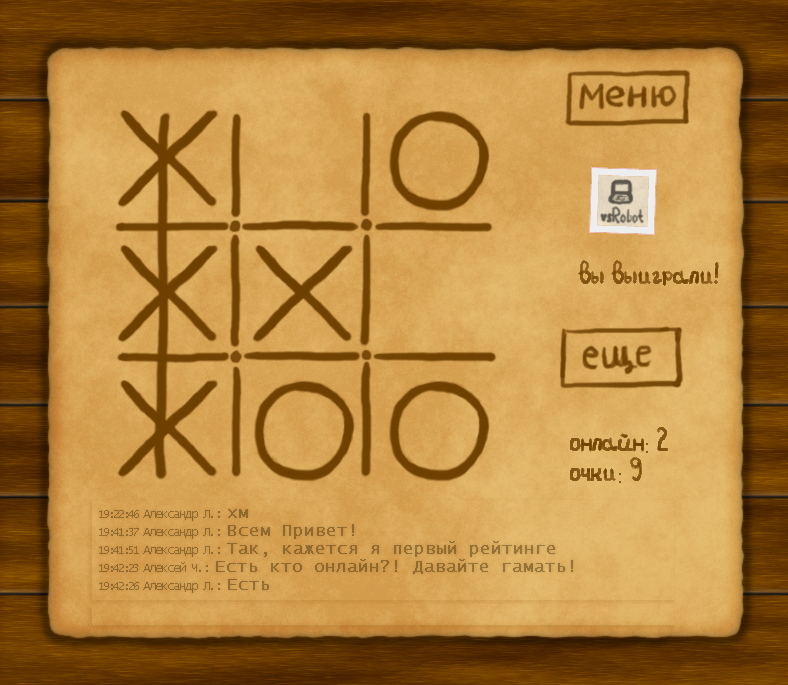 меню
vsRobot
вы выиграли!
еще
онлайн: 2
очки: 9
19:22:46 Александр Л.: хм
19:41:37 Александр Л.: Всем Привет!
19:41:51 Александр Л.: Так, кажется я первый рейтинге
19:42:23 Алексей Ч.: Есть кто онлайн?! Давайте гамать!
19:42:26 Александр Л.: Есть